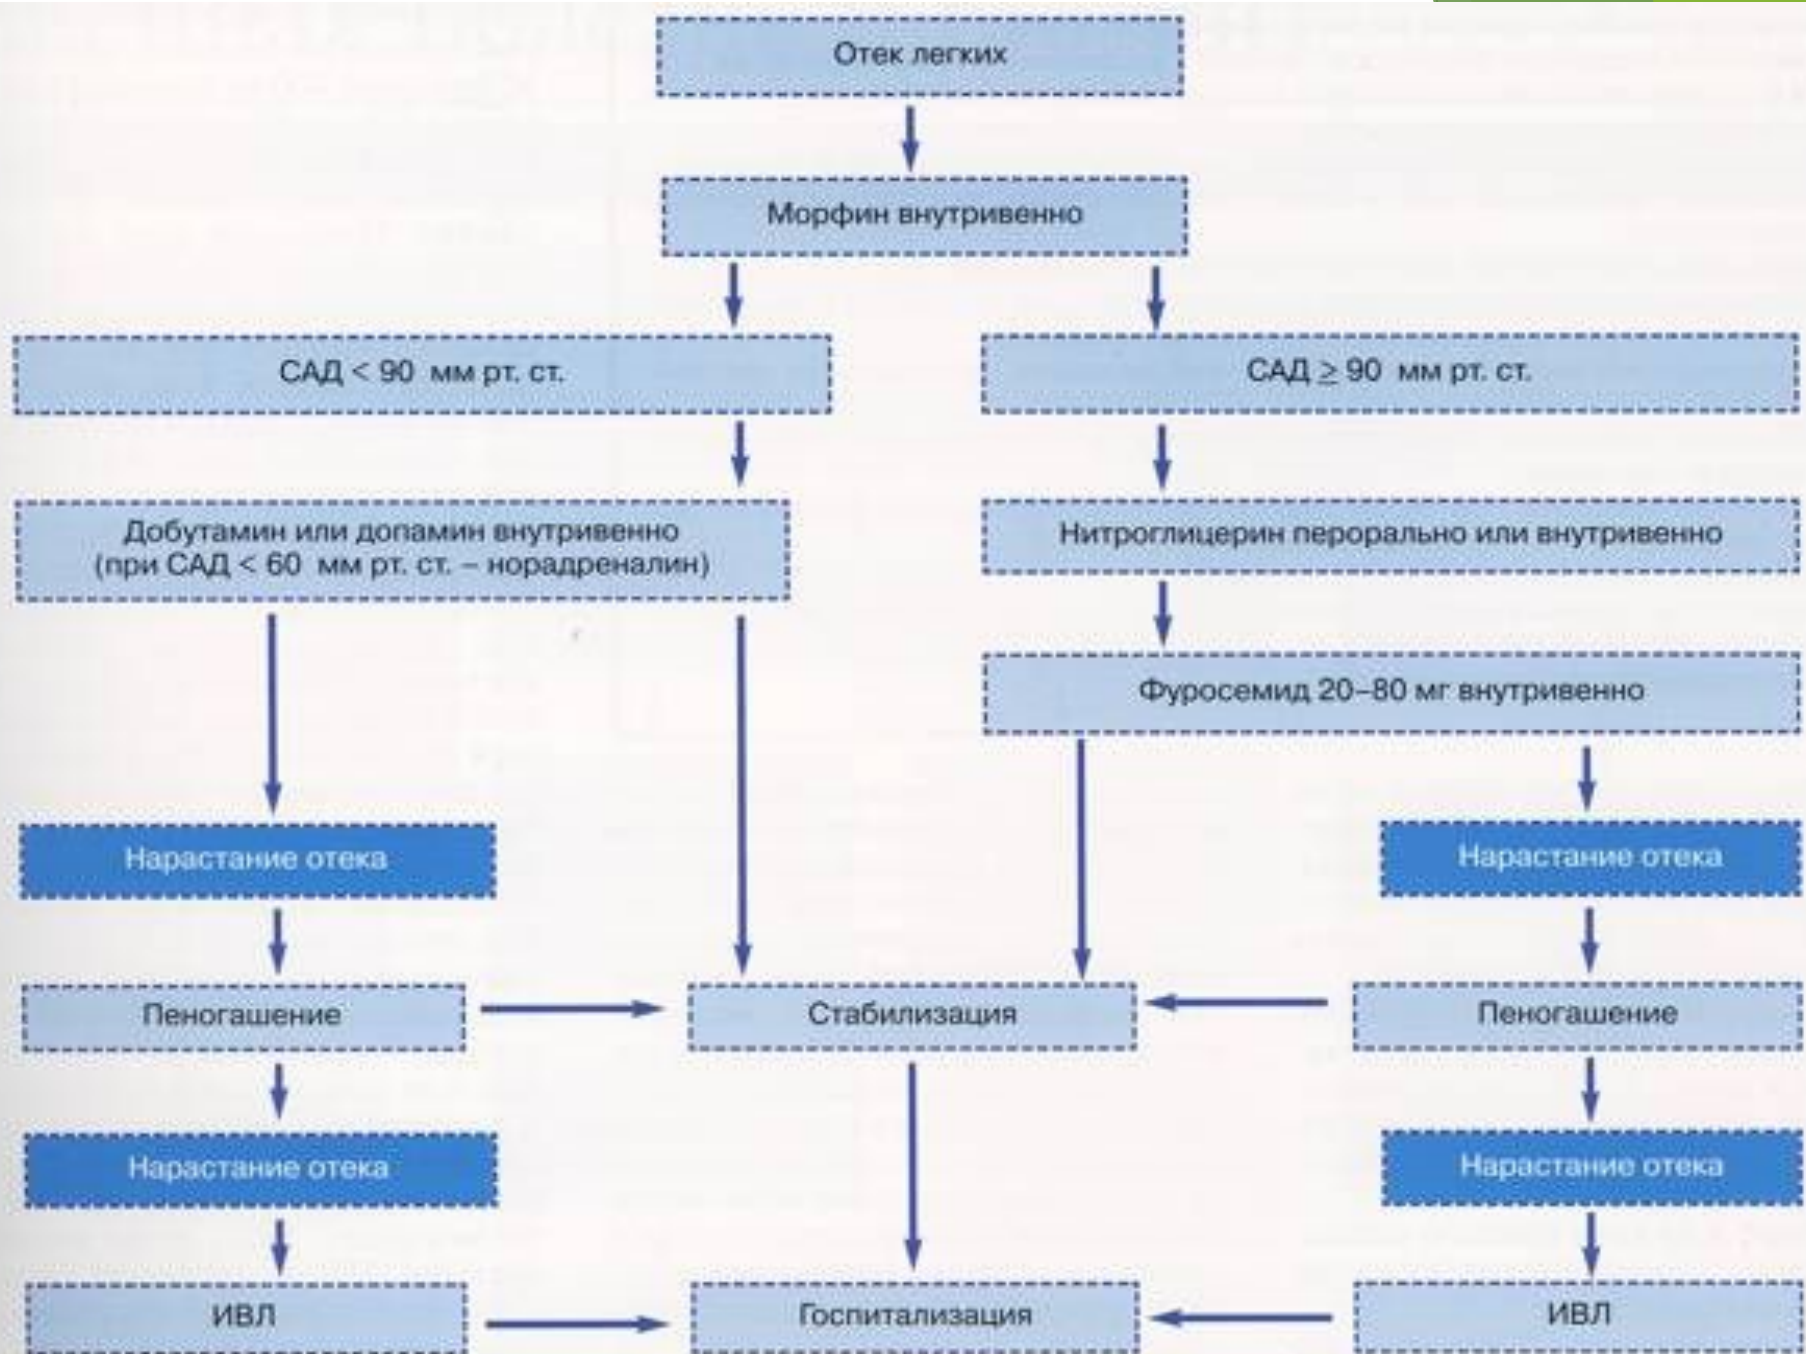 Отек легких
Морфин внутривенно
САД < 90 мм рт. ст.
САД ≥ 90 мм рт. ст.
Добутамин или допамин внутривенно
(при САД < 60 мм рт. ст. – норадреналин)
Нитроглицерин перорально или внутривенно
Фуросемид 20–80 мг внутривенно
Нарастание отека
Нарастание отека
Пеногашение
Стабилизация
Пеногашение
Нарастание отека
Нарастание отека
ИВЛ
Госпитализация
ИВЛ